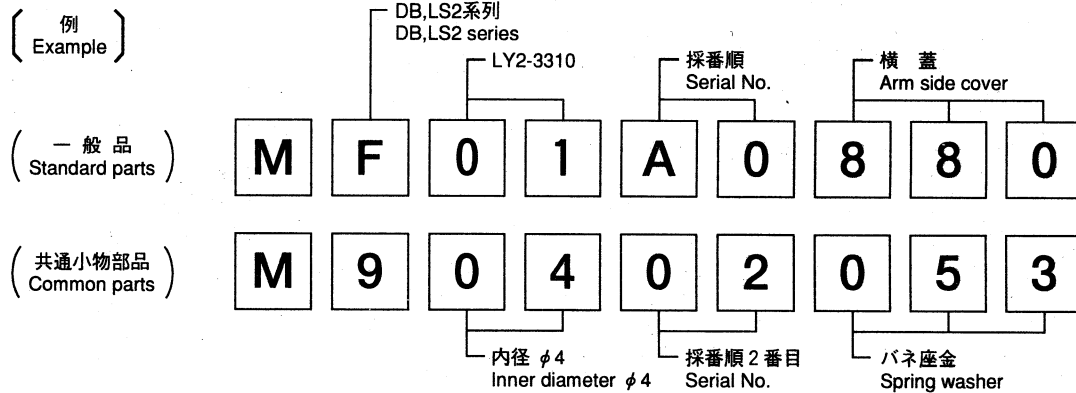 例
Example
DB,LS2系列
DB,LS2 series
LY2-3310
採番順
Serial No.
横 蓋
Arm side cover
一 般 品
Standard parts
M F 0 1 A 0 8 8 0
共通小物部品
Common parts
M 9 0 4 0 2 0 5 3
内径 φ4
Inner diameter φ4
採番順2番目
Serial No.
バネ座金
Spring washer